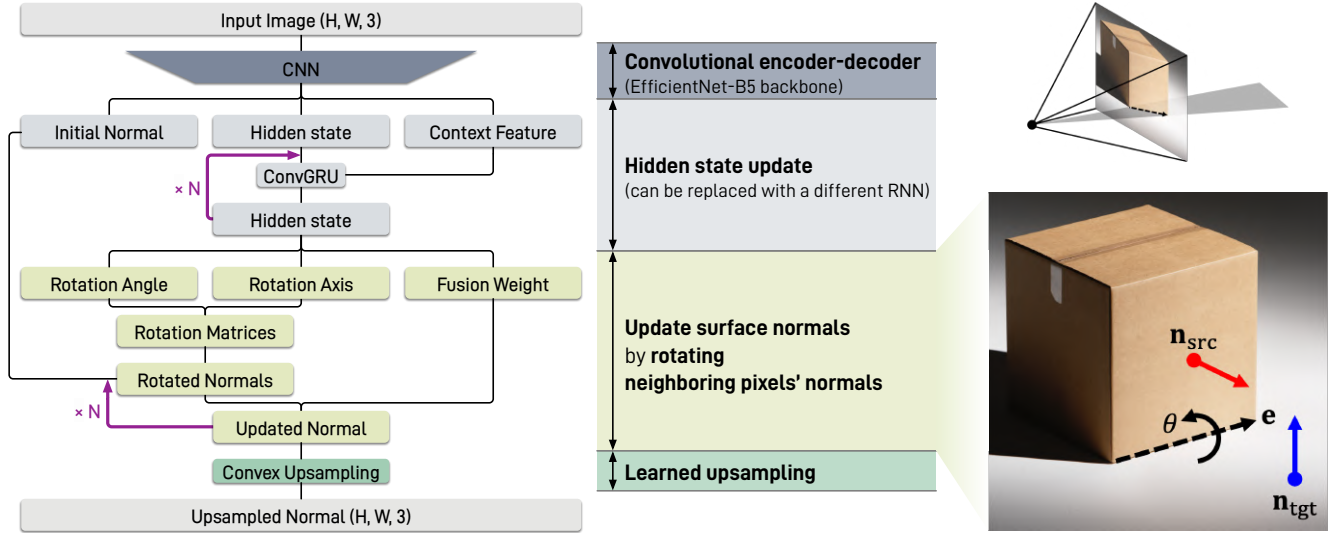 Input Image (H, W, 3)
CNN
Initial Normal
Hidden state
Context Feature
× N
ConvGRU
Hidden state
Rotation Angle
Rotation Axis
Fusion Weight
Rotation Matrices
Rotated Normals
× N
Updated Normal
Convex Upsampling
Upsampled Normal (H, W, 3)
Convolutional encoder-decoder
(EfficientNet-B5 backbone)
Hidden state update
(can be replaced with a different RNN)
Update surface normals
by rotating
neighboring pixels' normals
Learned upsampling
n_src
θ
e
n_tgt